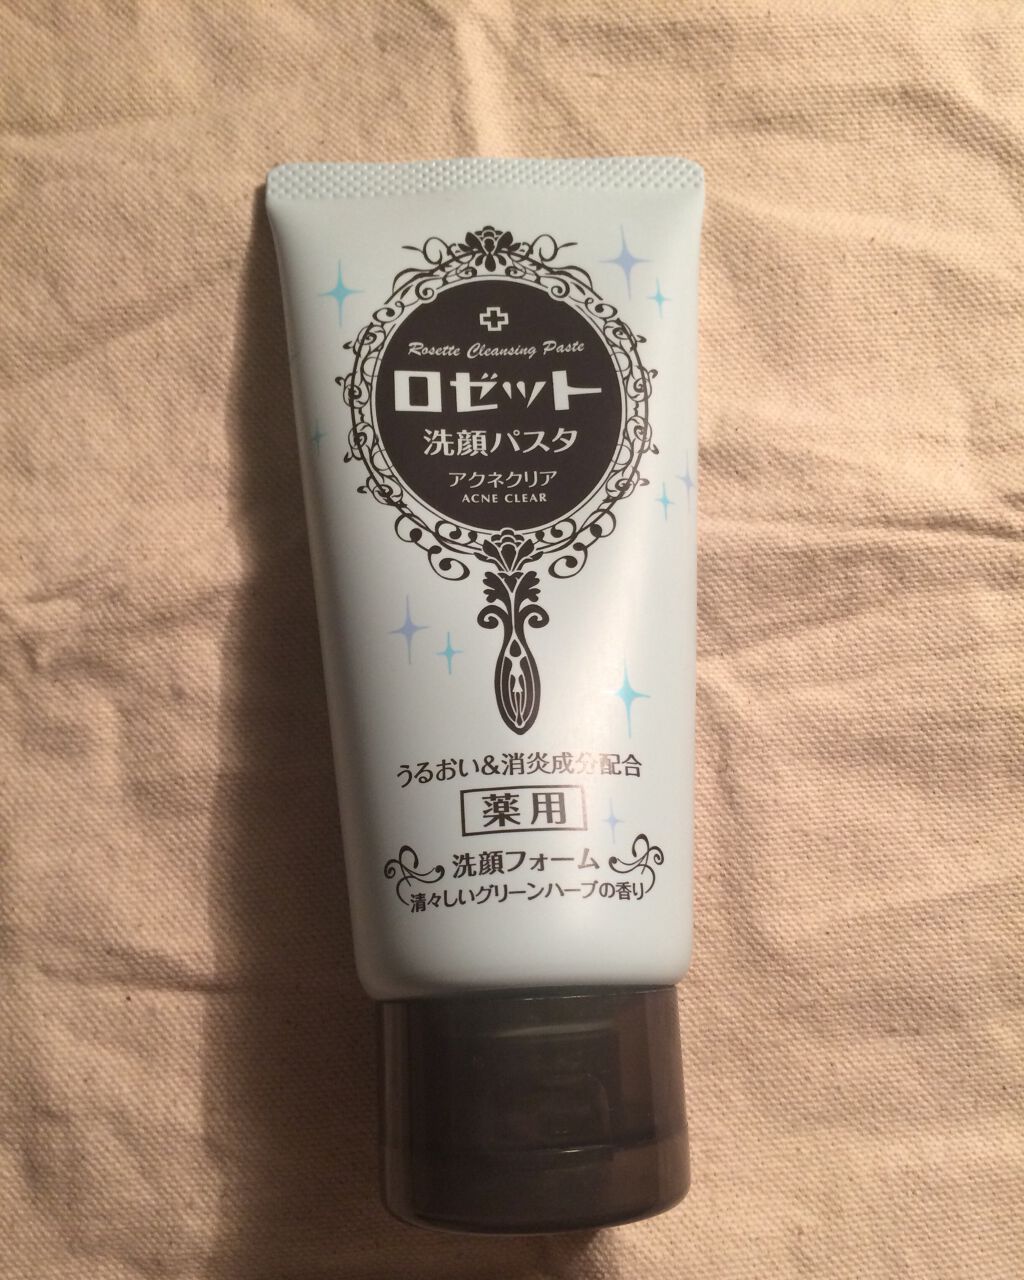 Rosette Cleansing Paste
ロゼット
洗顔パスタ
アクネクリア
ACNE CLEAR
うるおい&消炎成分配合
薬用
洗顔フォーム
清々しいグリーンハーブの香り